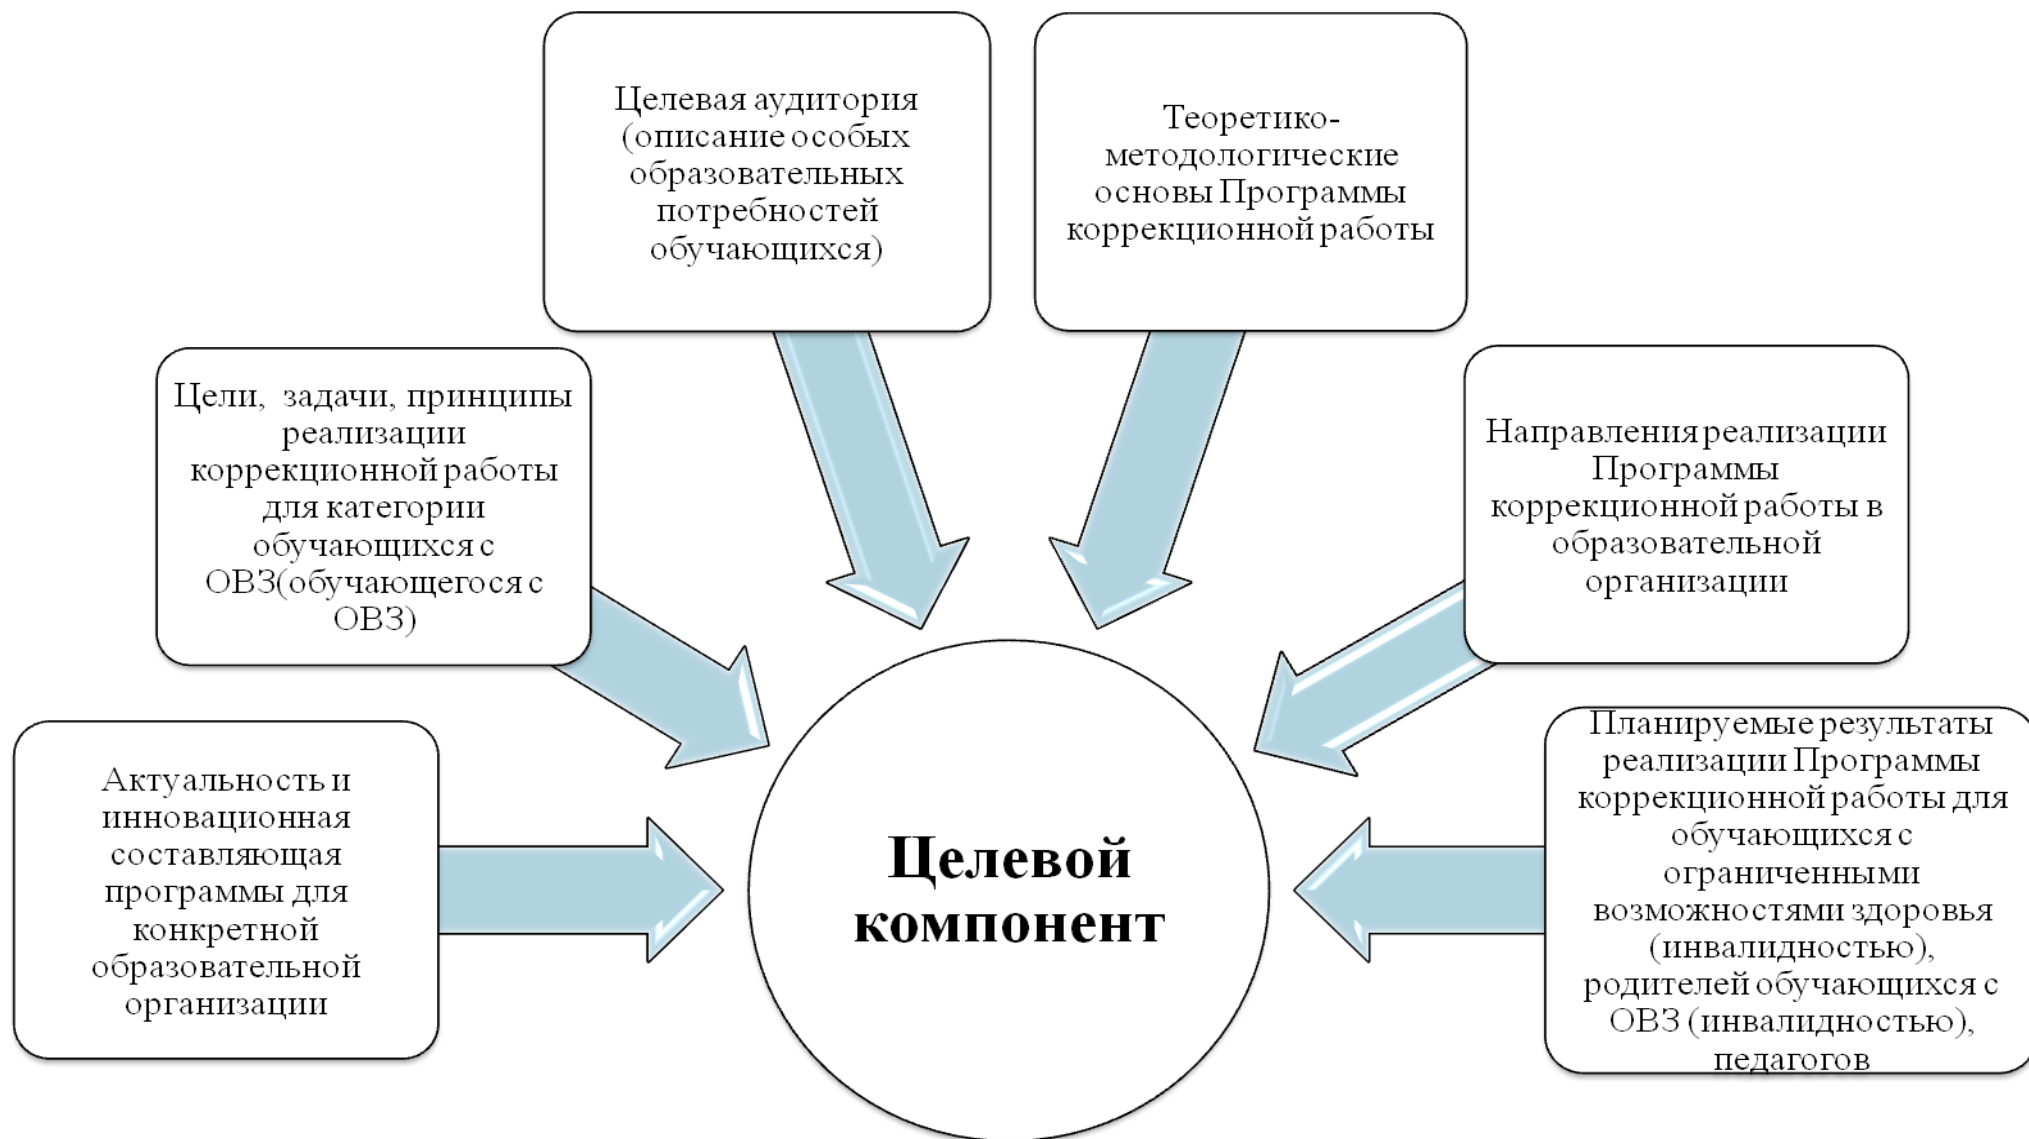 Целевая аудитория
(описание особых
образовательных
потребностей
обучающихся)
Теоретико-
методологические
основы Программы
коррекционной работы
Цели, задачи, принципы
реализации
коррекционной работы
для категории
обучающихся с
ОВЗ(обучающегося с
ОВЗ)
Направления реализации
Программы
коррекционной работы в
образовательной
организации
Актуальность и
инновационная
составляющая
программы для
конкретной
образовательной
организации
Целевой
компонент
Планируемые результаты
реализации Программы
коррекционной работы для
обучающихся с
ограниченными
возможностями здоровья
(инвалидностью),
родителей обучающихся с
ОВЗ (инвалидностью),
педагогов